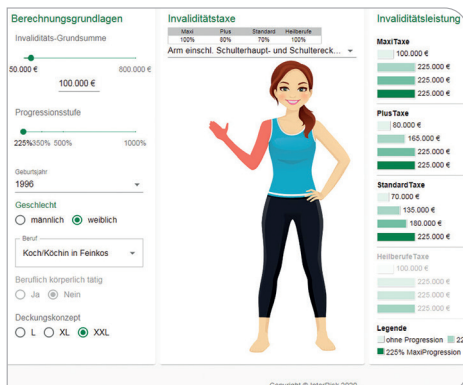 Berechnungsgrundlagen
Invaliditäts-Grundsumme
50.000 €
600.000 €
100.000 €
Progressionsstufe
225%
350%
500%
1000%
Geburtsjahr
1996
Geschlecht
männlich
weiblich
Beruf
Koch/Köchin in Feinkos
Beruflich körperlich tätig
Ja
Nein
Deckungskonzept
L
XL
XXL
Invaliditätstaxe
Maxi Plus Standard Heilberufe
100% 80% 70% 100%
Arm einschl. Schulterhaupt- und Schultereck...
Invaliditätsleistung
MaxiTaxe
100.000 €
225.000 €
225.000 €
225.000 €
PlusTaxe
80.000 €
165.000 €
225.000 €
225.000 €
StandardTaxe
70.000 €
135.000 €
180.000 €
225.000 €
HeilberufeTaxe
100.000 €
225.000 €
225.000 €
225.000 €
Legende
ohne Progression
225% MaxiProgression